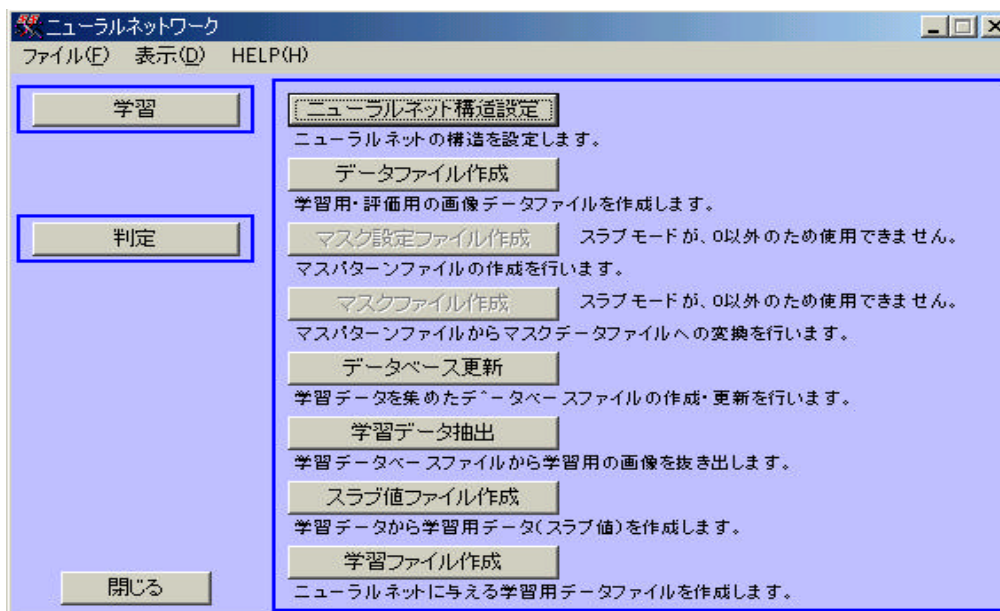 ニューラルネットワーク
ファイル(F) 表示(D) HELP(H)
学習
判定
閉じる
ニューラルネット構造設定
ニューラルネットの構造を設定します。
データファイル作成
学習用・評価用の画像データファイルを作成します。
マスク設定ファイル作成 スラブモードが、0以外のため使用できません。
マスパターンファイルの作成を行います。
マスクファイル作成 スラブモードが、0以外のため使用できません。
マスパターンファイルからマスクデータファイルへの変換を行います。
データベース更新
学習データを集めたデータベースファイルの作成・更新を行います。
学習データ抽出
学習データベースファイルから学習用の画像を抜き出します。
スラブ値ファイル作成
学習データから学習用データ(スラブ値)を作成します。
学習ファイル作成
ニューラルネットに与える学習用データファイルを作成します。